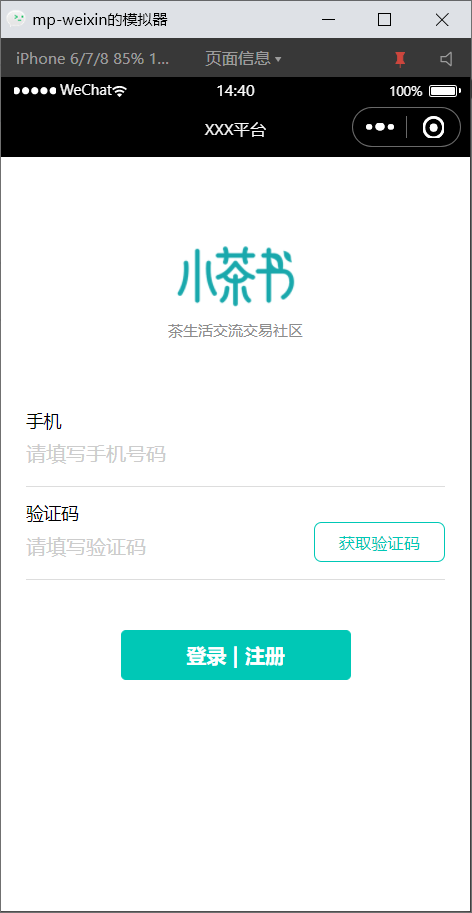 mp-weixin的模拟器
iPhone 6/7/8 85% 1...
页面信息
WeChat
14:40
100%
XXX平台
小茶书
茶生活交流交易社区
手机
请填写手机号码
验证码
请填写验证码
获取验证码
登录 | 注册